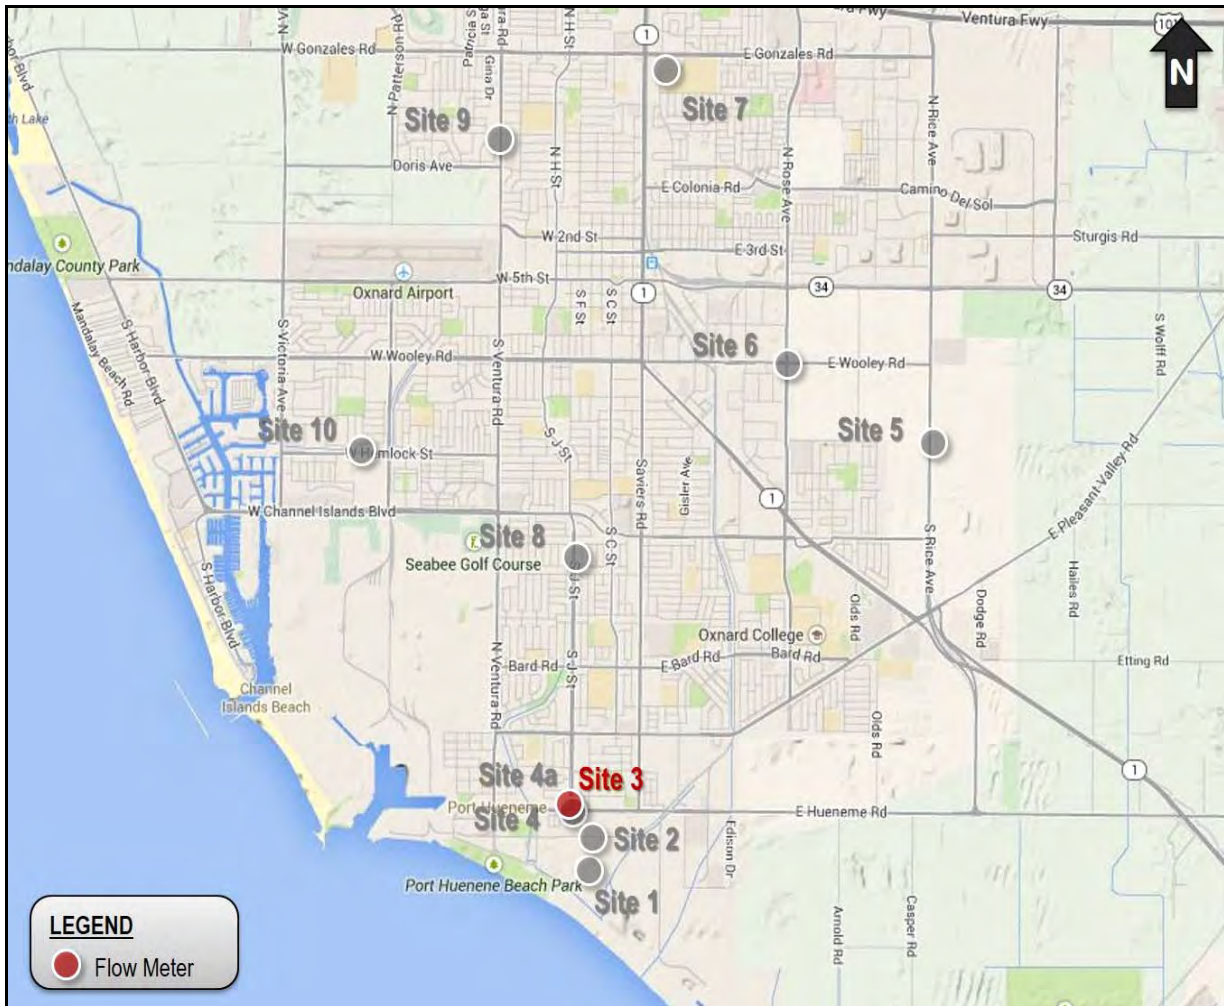 Ventura Fwy
101
N
W Gonzales Rd
E Gonzales Rd
N Patterson Rd
Patricia S
Gina Dr
N H St
1
Site 7
Site 9
N Rice Ave
N Rose Ave
Doris Ave
N H St
E Colonia Rd
Camino Del Sol
W 2nd St
E 3rd St
Sturgis Rd
ndalay County Park
W 5th St
Oxnard Airport
S F St
S C St
1
34
34
Mandalay Beach Rd
S Harbor Blvd
S Victoria Ave
S Ventura Rd
S Wolff Rd
W Wooley Rd
Site 6
E Wooley Rd
Site 10
W Hemlock St
S J St
Site 5
Saviers Rd
Gisler Ave
E Pleasant Valley Rd
1
W Channel Islands Blvd
Site 8
Seabee Golf Course
S J St
S C St
S Rice Ave
S Harbor Blvd
Olds Rd
Dodge Rd
Hailes Rd
Oxnard College
Bard Rd
E Bard Rd
Bard Rd
Etting Rd
N Ventura Rd
S J St
Channel
Islands Beach
Olds Rd
1
Site 4a
Site 3
Port Hueneme
Site 4
E Hueneme Rd
Site 2
Edison Dr
Port Huenene Beach Park
Site 1
Arnold Rd
Casper Rd
LEGEND
Flow Meter